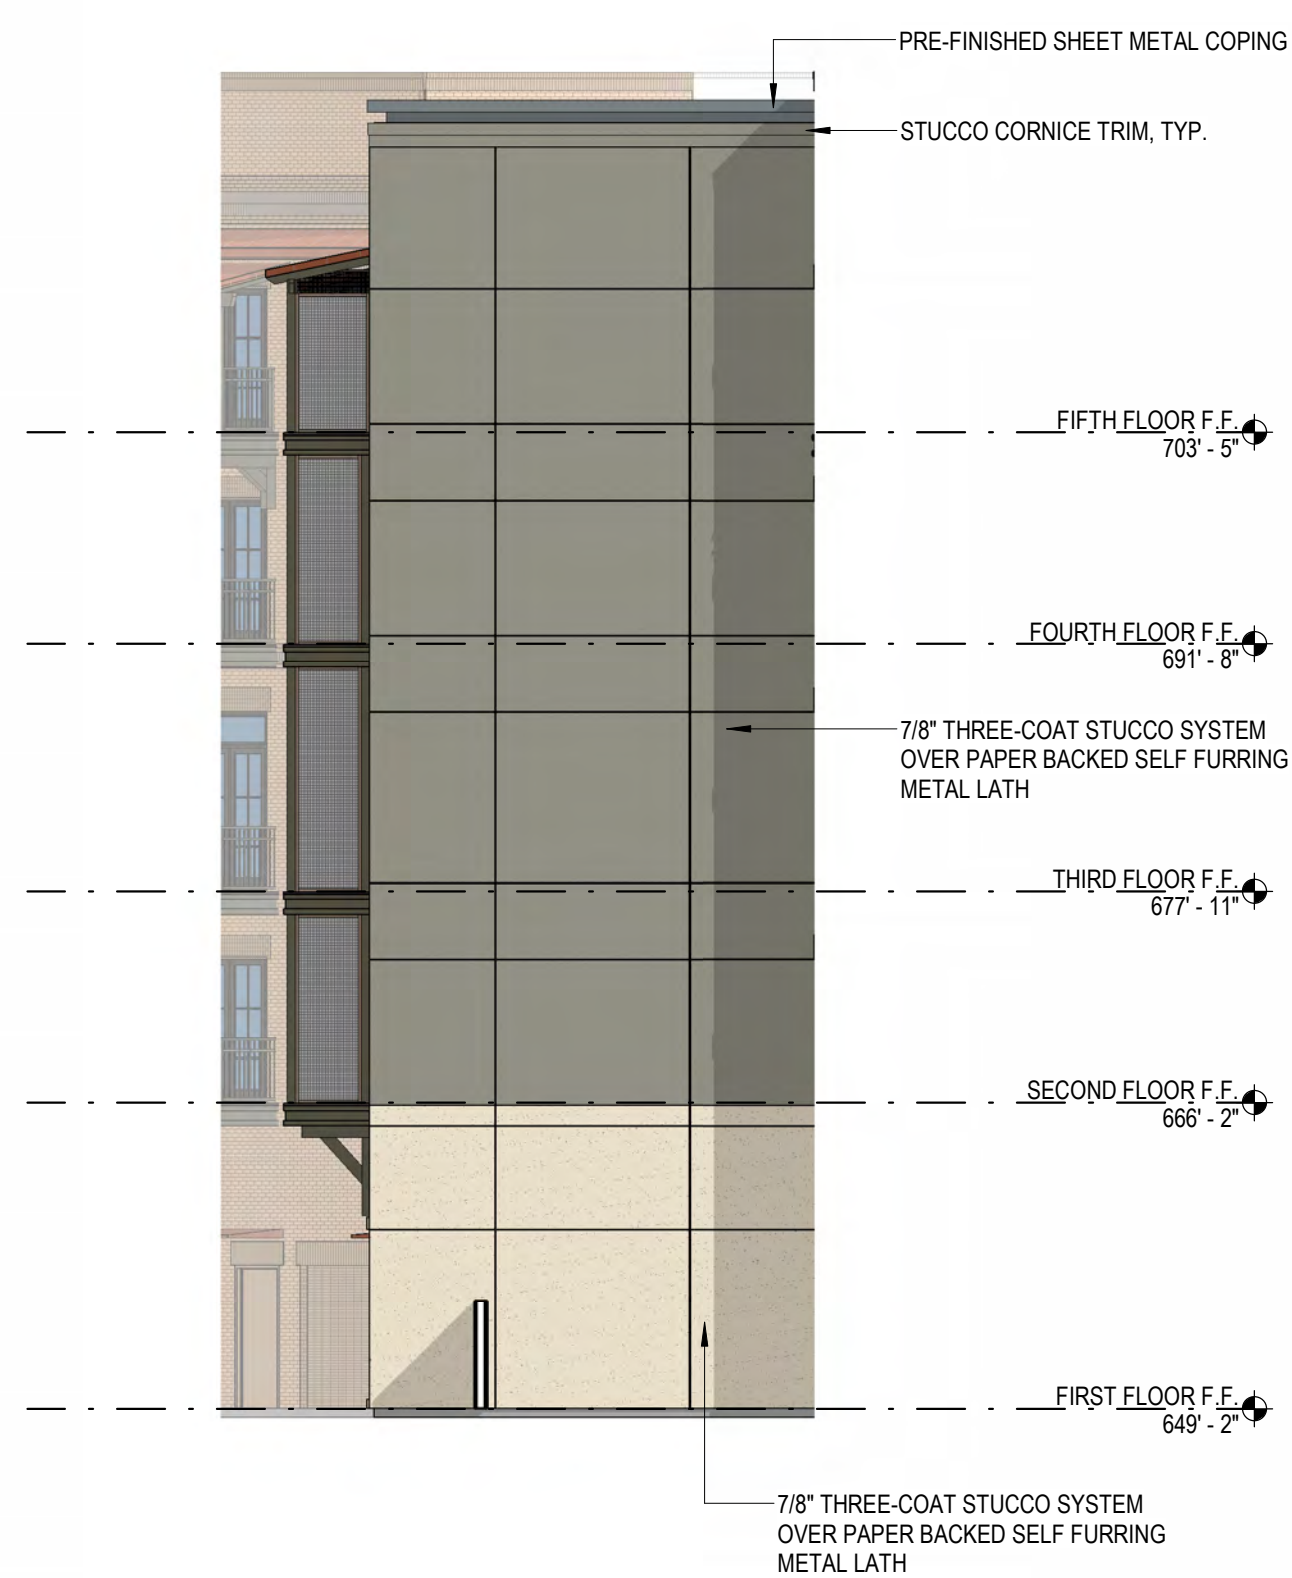 PRE-FINISHED SHEET METAL COPING
STUCCO CORNICE TRIM, TYP.
FIFTH FLOOR F.F.
703' - 5"
FOURTH FLOOR F.F.
691' - 8"
7/8" THREE-COAT STUCCO SYSTEM
OVER PAPER BACKED SELF FURRING
METAL LATH
THIRD FLOOR F.F.
677' - 11"
SECOND FLOOR F.F.
666' - 2"
FIRST FLOOR F.F.
649' - 2"
7/8" THREE-COAT STUCCO SYSTEM
OVER PAPER BACKED SELF FURRING
METAL LATH